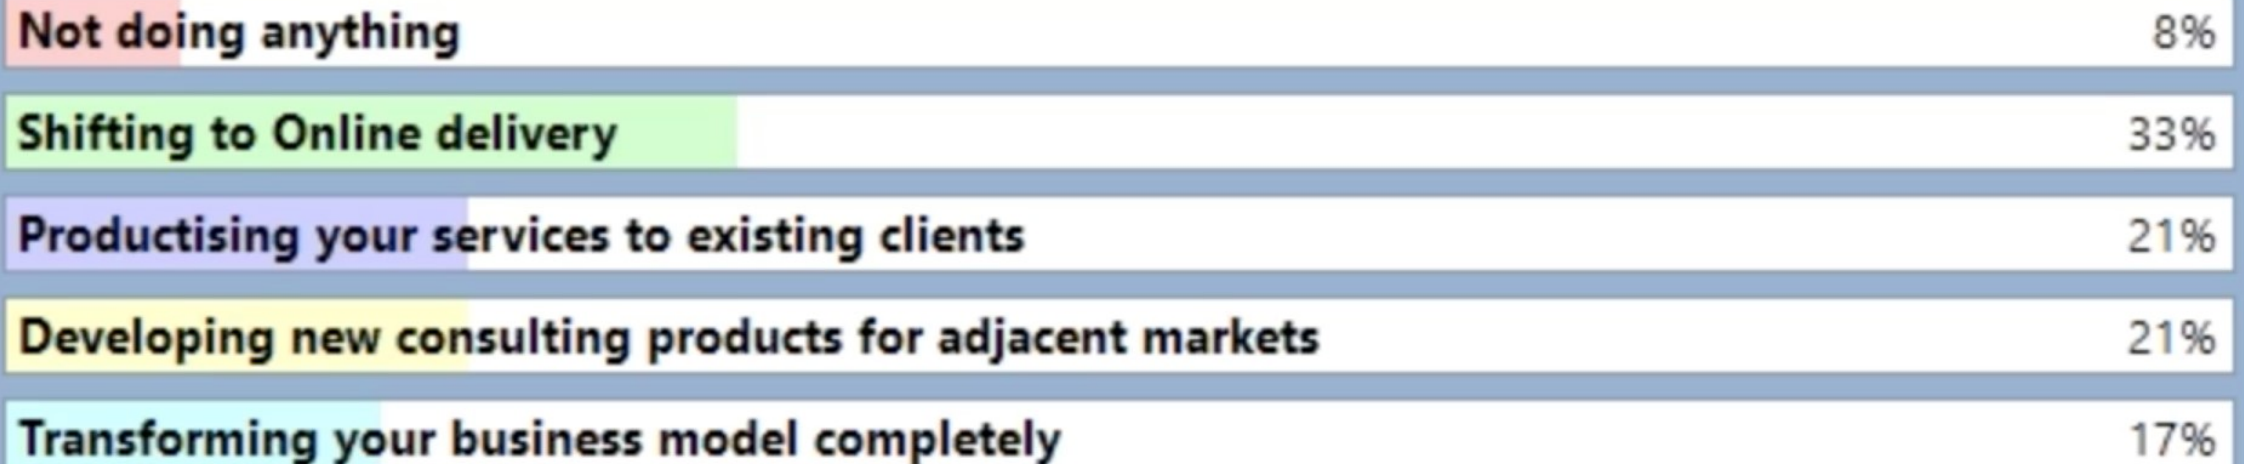 Not doing anything 8%
Shifting to Online delivery 33%
Productising your services to existing clients 21%
Developing new consulting products for adjacent markets 21%
Transforming your business model completely 17%